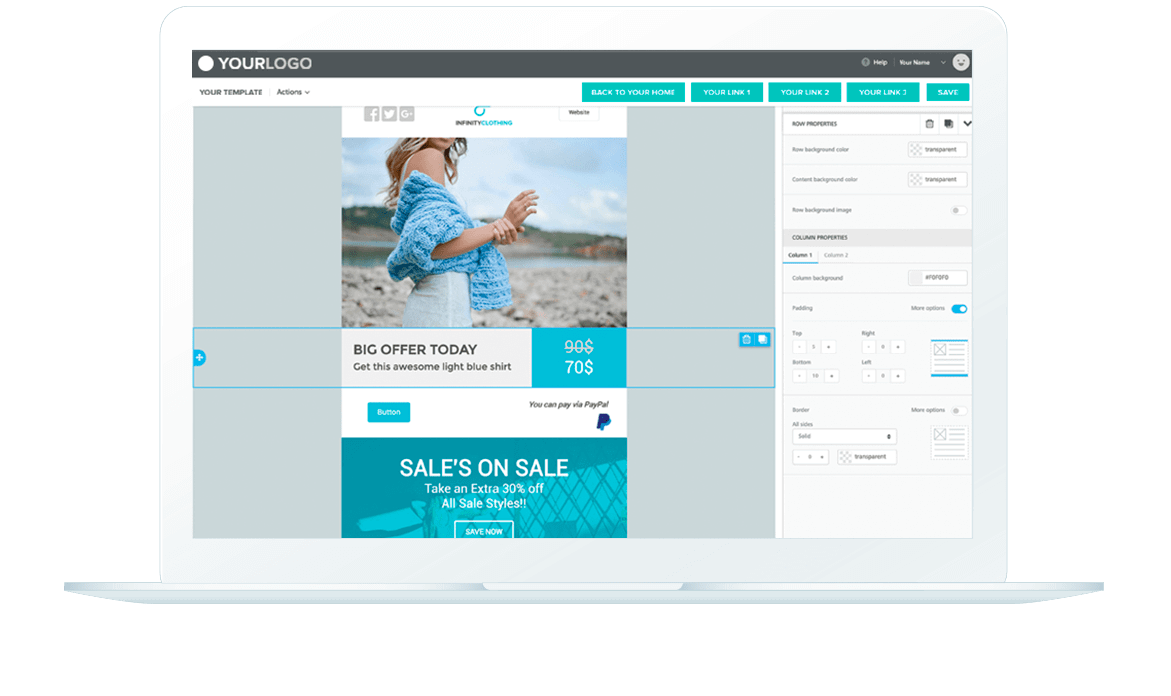 YOURLOGO
Help
Your Name
YOUR TEMPLATE
Actions
BACK TO YOUR HOME
YOUR LINK 1
YOUR LINK 2
YOUR LINK 3
SAVE
INFINITYCLOTHING
Website
BIG OFFER TODAY
Get this awesome light blue shirt
90$
70$
Button
You can pay via PayPal
SALE'S ON SALE
Take an Extra 30% off
All Sale Styles!!
SAVE NOW
ROW PROPERTIES
Row background color
transparent
Content background color
transparent
Row background image
COLUMN PROPERTIES
Column 1
Column 2
Column background
#F0F0F0
Padding
More options
Top
Right
- 5 +
- 0 +
Bottom
Left
- 10 +
- 0 +
Border
More options
All sides
Solid
- 0 +
transparent